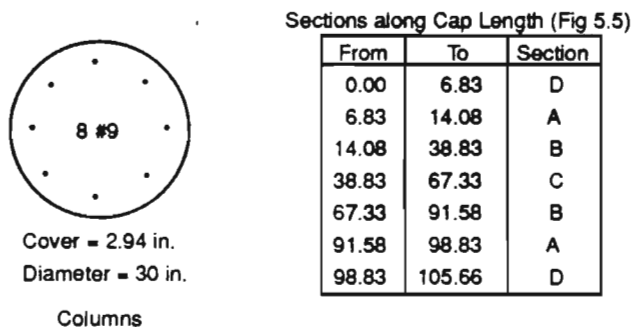 Sections along Cap Length (Fig 5.5)
From To Section
0.00 6.83 D
6.83 14.08 A
14.08 38.83 B
38.83 67.33 C
67.33 91.58 B
91.58 98.83 A
98.83 105.66 D
8 #9
Cover = 2.94 in.
Diameter = 30 in.
Columns